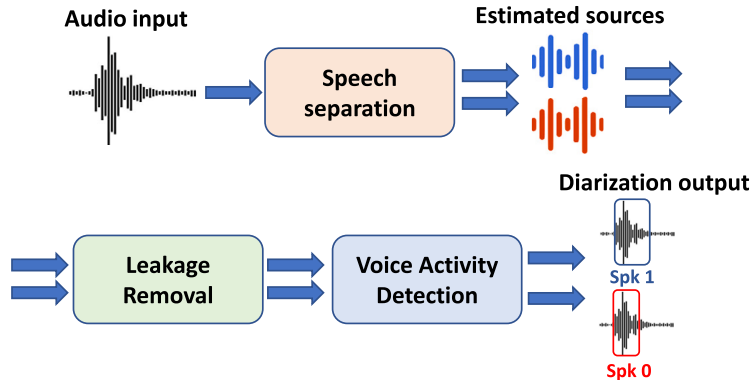 Audio input
Estimated sources
Speech
separation
Diarization output
Leakage
Removal
Voice Activity
Detection
Spk 1
Spk 0